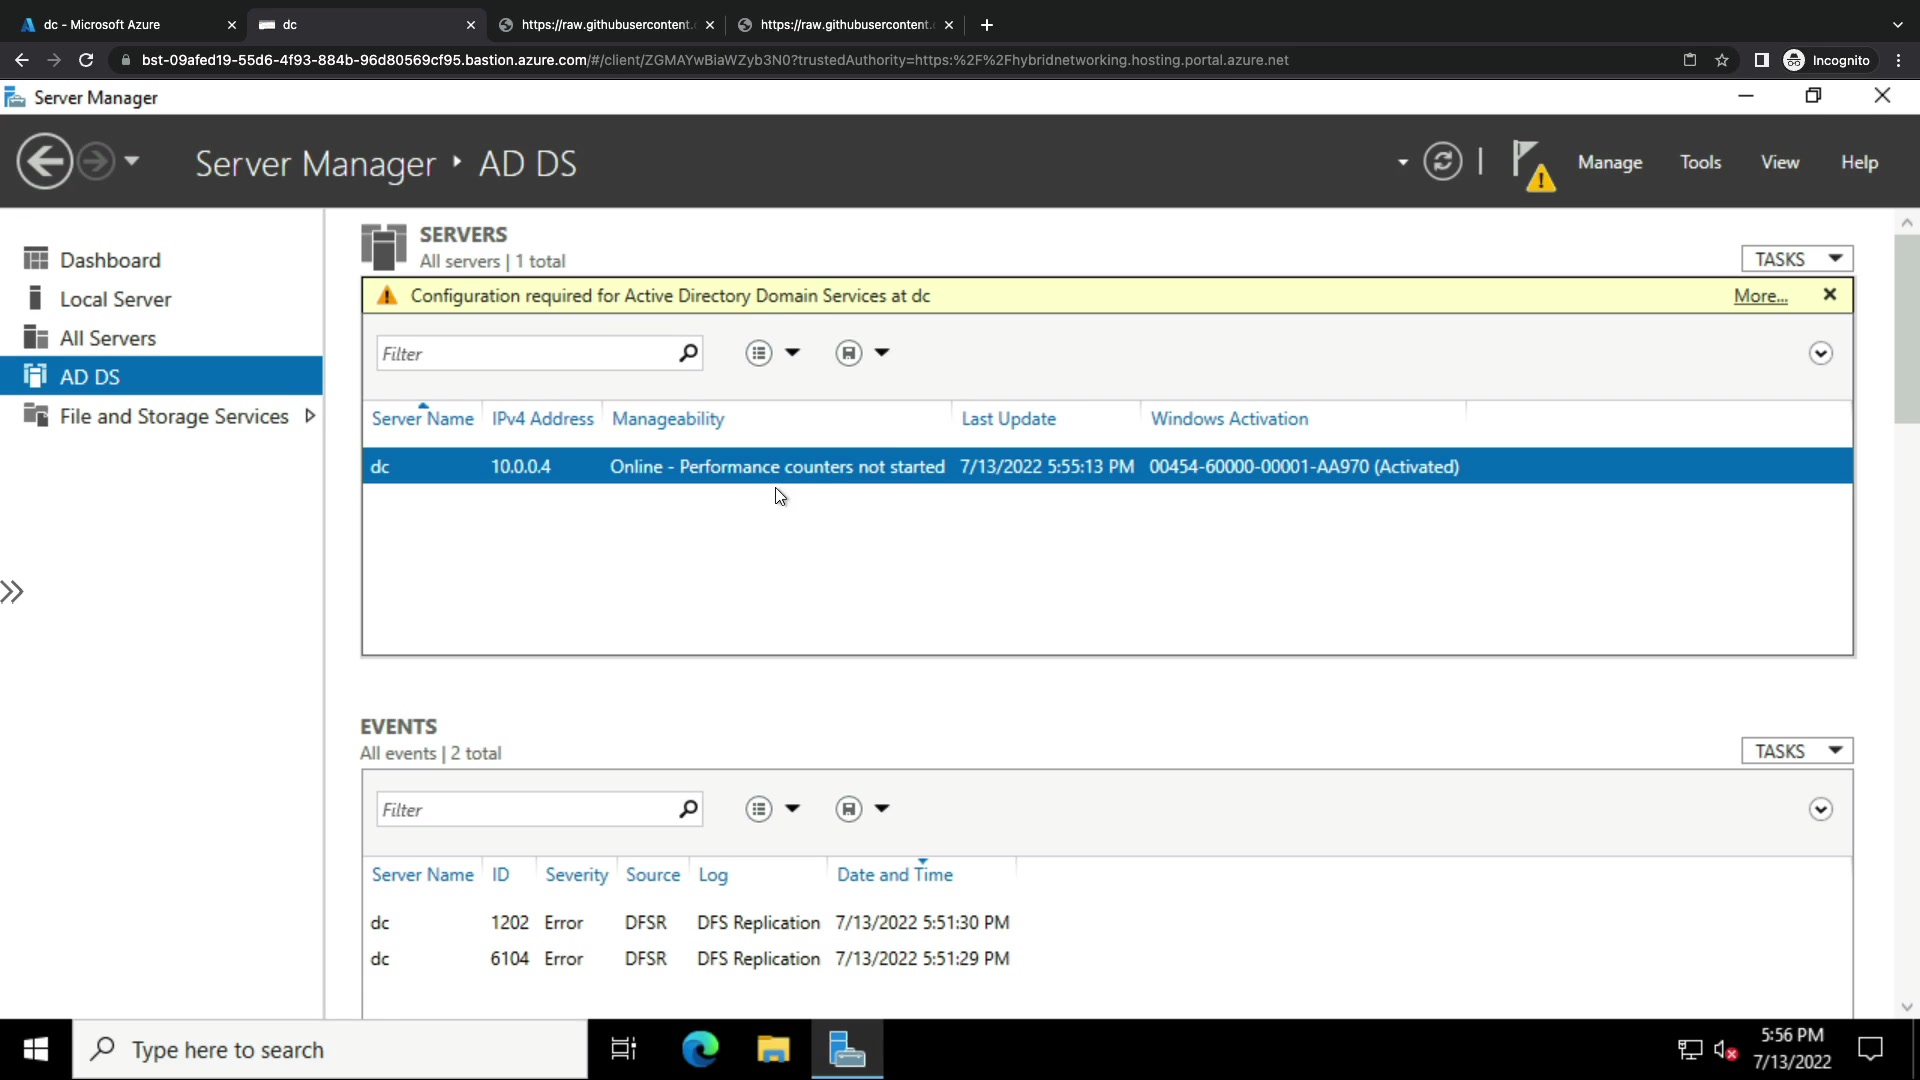 dc - Microsoft Azure
dc
https://raw.githubusercontent.
https://raw.githubusercontent.
bst-09afed19-55d6-4f93-884b-96d80569cf95.bastion.azure.com/#/client/ZGMAYwBiaWZyb3N0?trustedAuthority=https:%2F%2Fhybridnetworking.hosting.portal.azure.net
Incognito
Server Manager
Server Manager ‣ AD DS
Manage
Tools
View
Help
Dashboard
Local Server
All Servers
AD DS
File and Storage Services
SERVERS
All servers | 1 total
TASKS
Configuration required for Active Directory Domain Services at dc
More...
Filter
Server Name IPv4 Address Manageability Last Update Windows Activation
dc 10.0.0.4 Online - Performance counters not started 7/13/2022 5:55:13 PM 00454-60000-00001-AA970 (Activated)
EVENTS
All events | 2 total
TASKS
Filter
Server Name ID Severity Source Log Date and Time
dc 1202 Error DFSR DFS Replication 7/13/2022 5:51:30 PM
dc 6104 Error DFSR DFS Replication 7/13/2022 5:51:29 PM
Type here to search
5:56 PM
7/13/2022